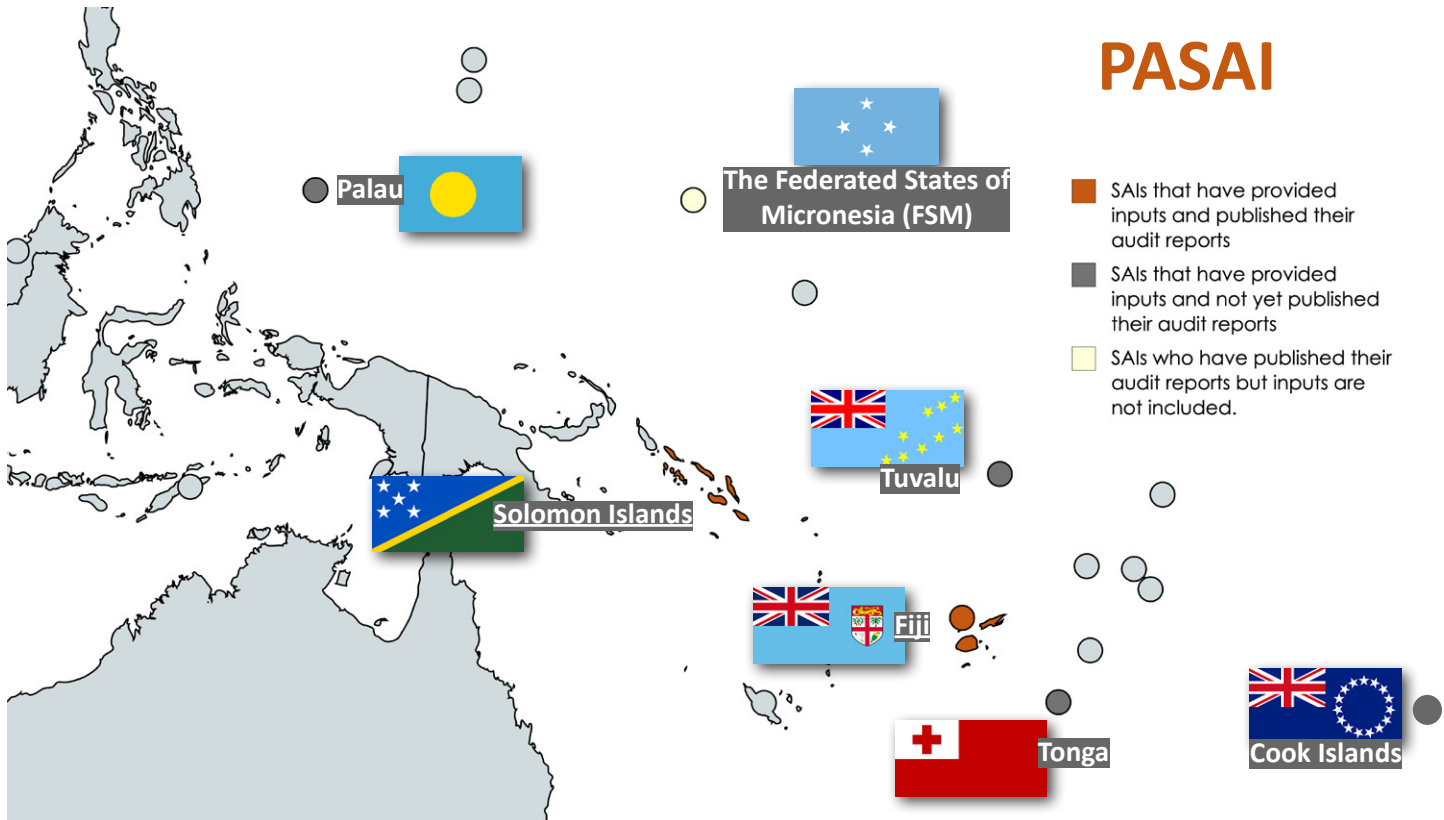 PASAI
The Federated States of
Micronesia (FSM)
Palau
SAIs that have provided
inputs and published their
audit reports
SAIs that have provided
inputs and not yet published
their audit reports
SAIs who have published their
audit reports but inputs are
not included.
Tuvalu
Solomon Islands
Fiji
Tonga
Cook Islands